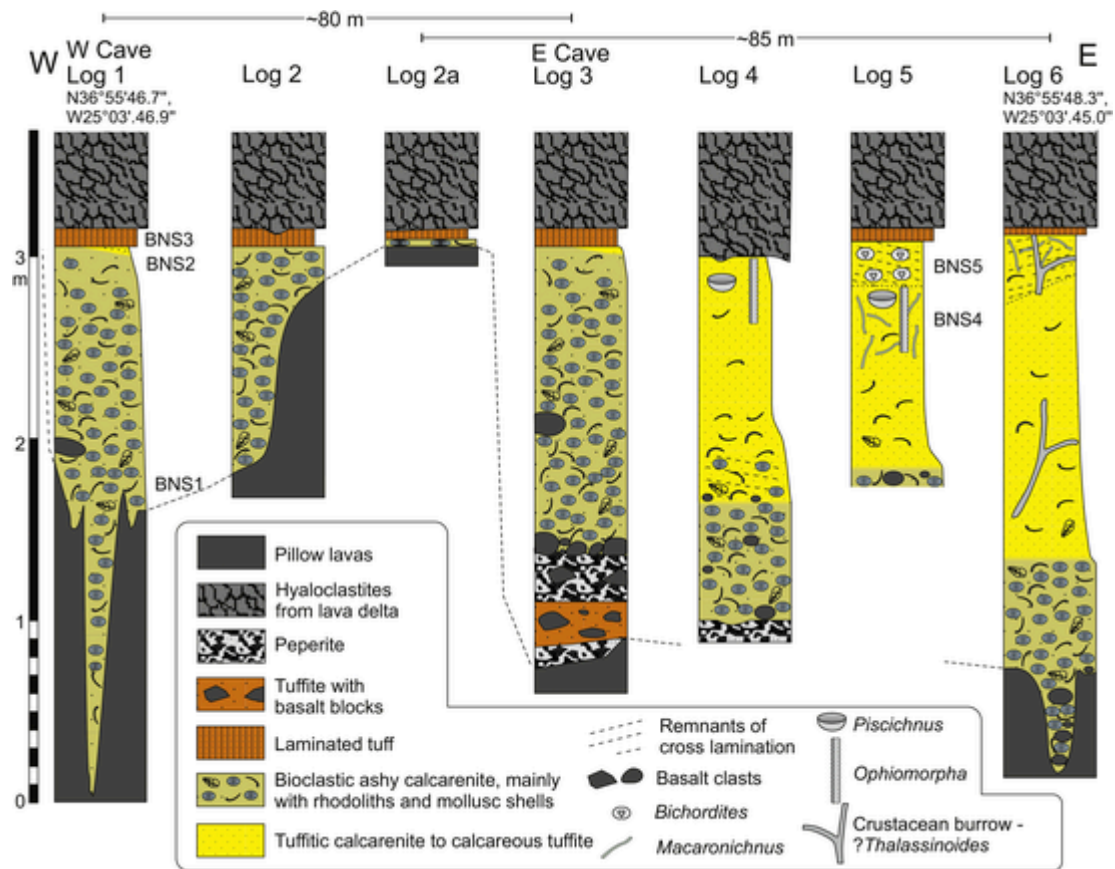 ~80 m
~85 m
W
E
W Cave
E Cave
Log 1
Log 2
Log 2a
Log 3
Log 4
Log 5
Log 6
N36°55'46.7",
W25°03'.46.9"
N36°55'48.3",
W25°03'.45.0"
BNS3
BNS2
BNS5
BNS4
BNS1
3
m
2
1
0
Pillow lavas
Hyaloclastites
from lava delta
Peperite
Tuffite with
basalt blocks
Laminated tuff
Bioclastic ashy calcarenite, mainly
with rhodoliths and mollusc shells
Tuffitic calcarenite to calcareous tuffite
Remnants of
cross lamination
Basalt clasts
Bichordites
Macaronichnus
Piscichnus
Ophiomorpha
Crustacean burrow -
?Thalassinoides